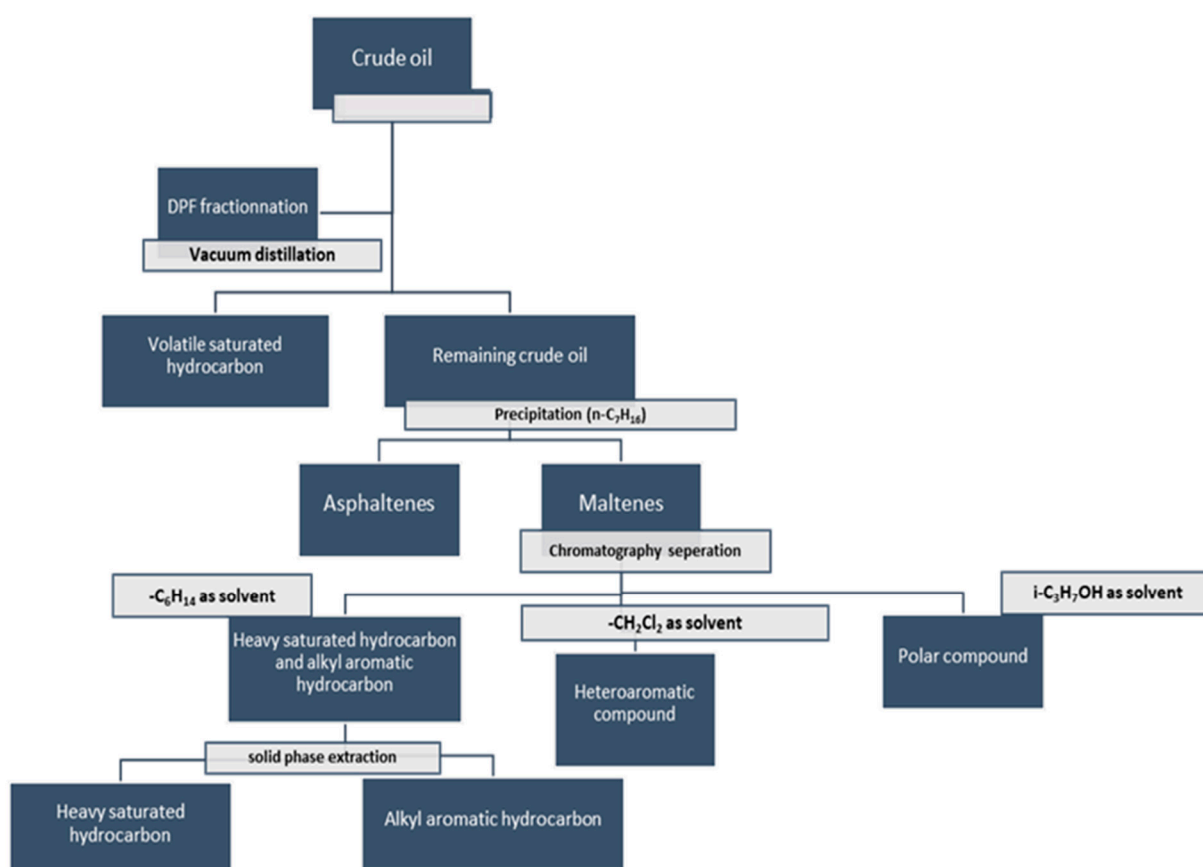 Crude oil
DPF fractionnation
Vacuum distillation
Volatile saturated
hydrocarbon
Remaining crude oil
Precipitation (n-C₇H₁₆)
Asphaltenes
Maltenes
Chromatography seperation
-C₆H₁₄ as solvent
i-C₃H₇OH as solvent
-CH₂Cl₂ as solvent
Heavy saturated hydrocarbon
and alkyl aromatic
hydrocarbon
Heteroaromatic
compound
Polar compound
solid phase extraction
Heavy saturated
hydrocarbon
Alkyl aromatic hydrocarbon